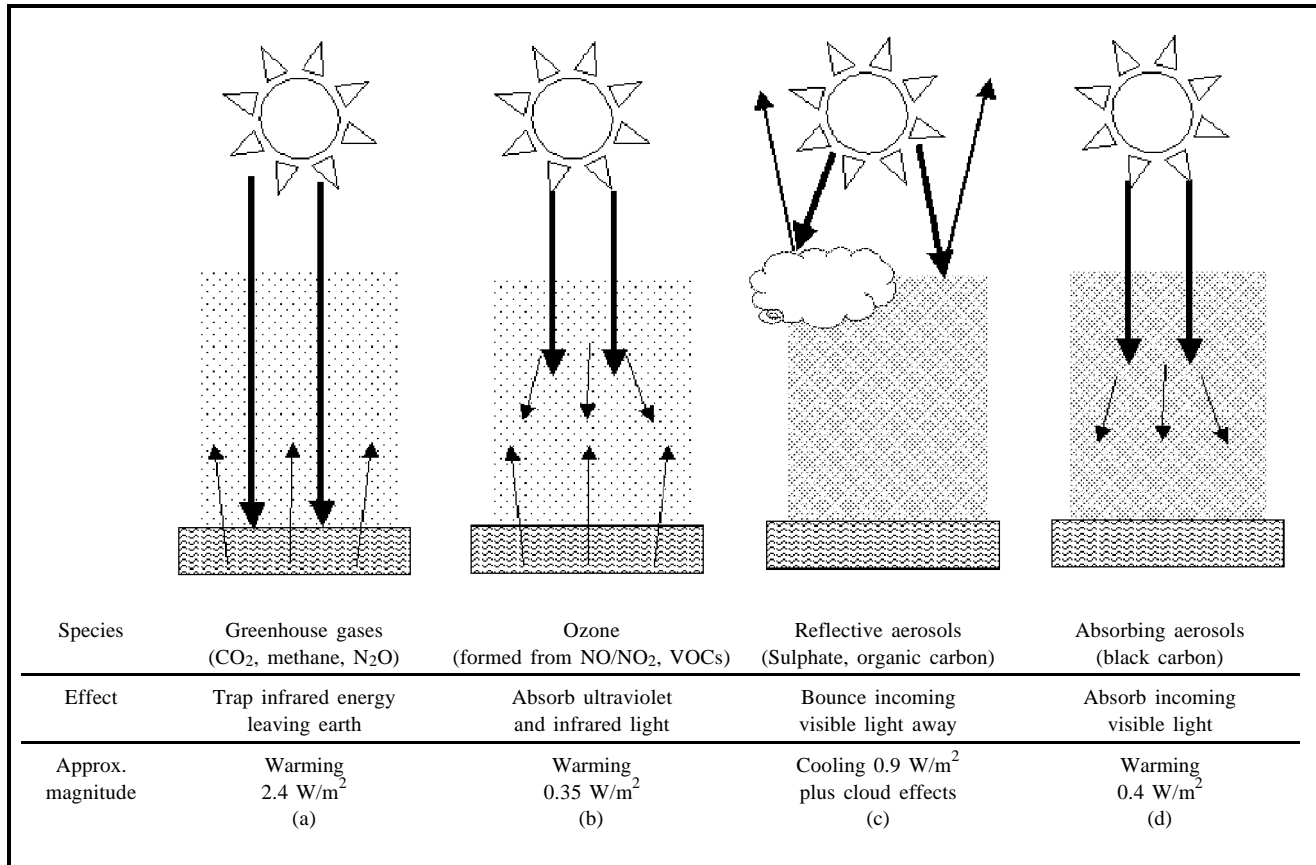 Species
Greenhouse gases
(CO2, methane, N2O)
Ozone
(formed from NO/NO2, VOCs)
Reflective aerosols
(Sulphate, organic carbon)
Absorbing aerosols
(black carbon)
Effect
Trap infrared energy
leaving earth
Absorb ultraviolet
and infrared light
Bounce incoming
visible light away
Absorb incoming
visible light
Approx.
magnitude
Warming
2.4 W/m2
(a)
Warming
0.35 W/m2
(b)
Cooling 0.9 W/m2
plus cloud effects
(c)
Warming
0.4 W/m2
(d)